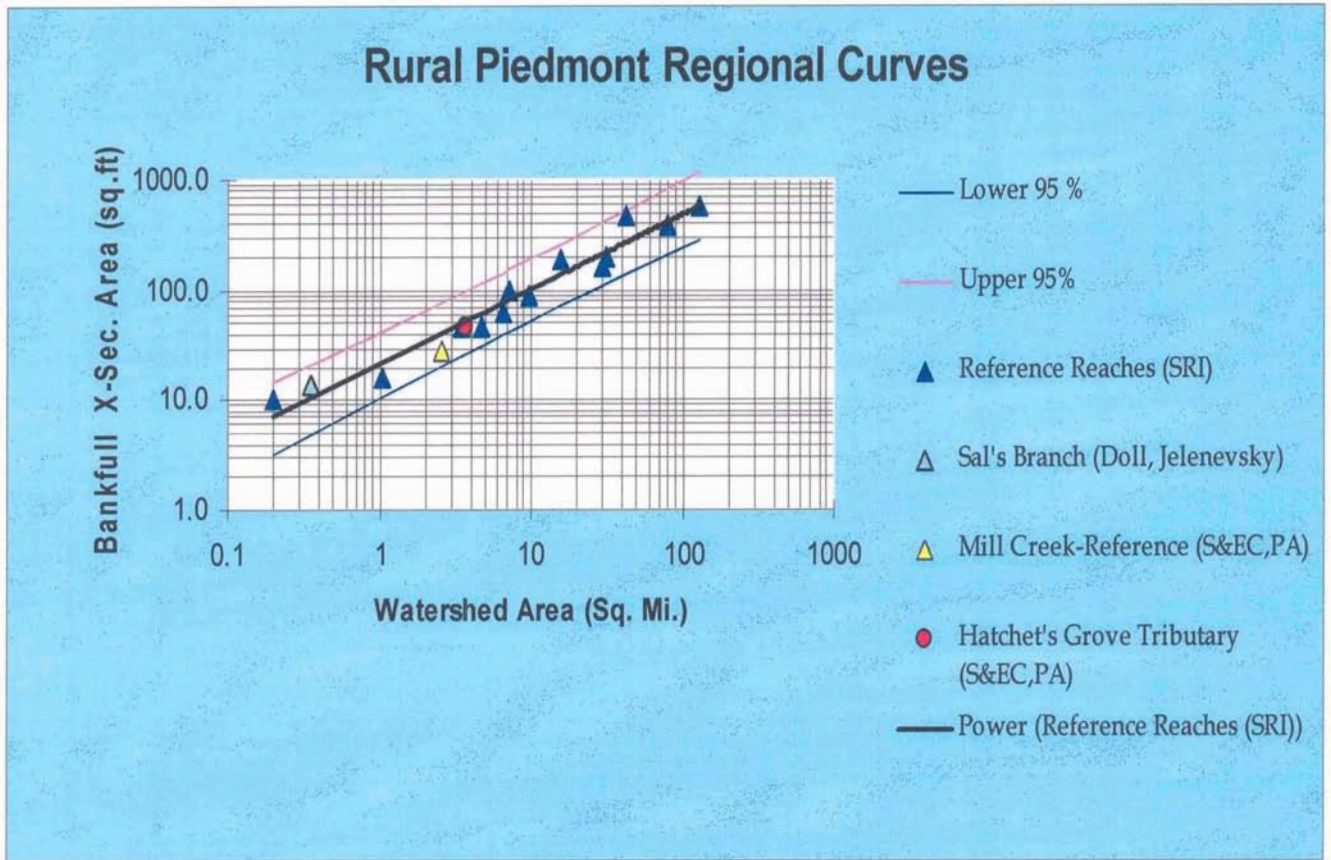 Rural Piedmont Regional Curves
Bankfull X-Sec. Area (sq.ft)
1000.0
100.0
10.0
1.0
0.1
1
10
100
1000
Watershed Area (Sq. Mi.)
Lower 95 %
Upper 95%
Reference Reaches (SRI)
Sal's Branch (Doll, Jelenevsky)
Mill Creek-Reference (S&EC,PA)
Hatchet's Grove Tributary
(S&EC,PA)
Power (Reference Reaches (SRI))